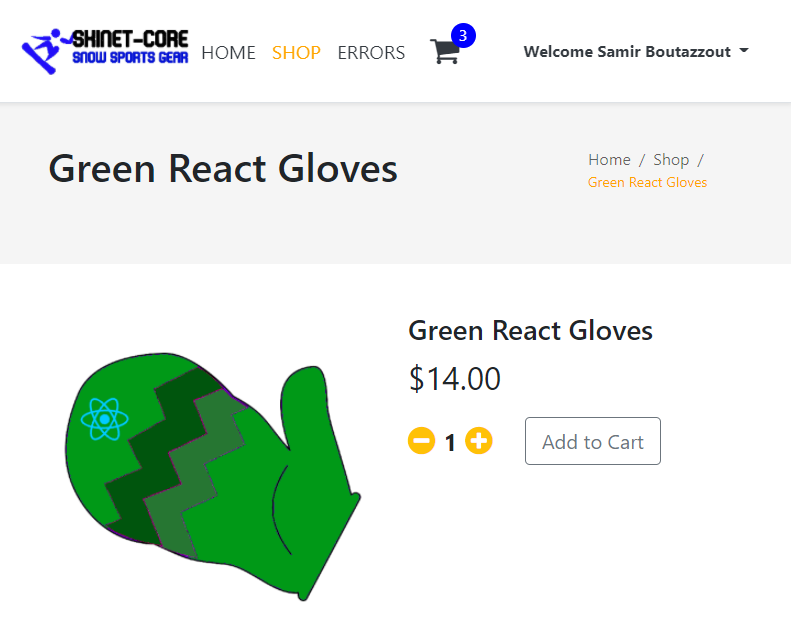 SKINET-CORE
SNOW SPORTS GEAR
HOME SHOP ERRORS 3 Welcome Samir Boutazzout
Green React Gloves
Home / Shop /
Green React Gloves
Green React Gloves
$14.00
1 Add to Cart